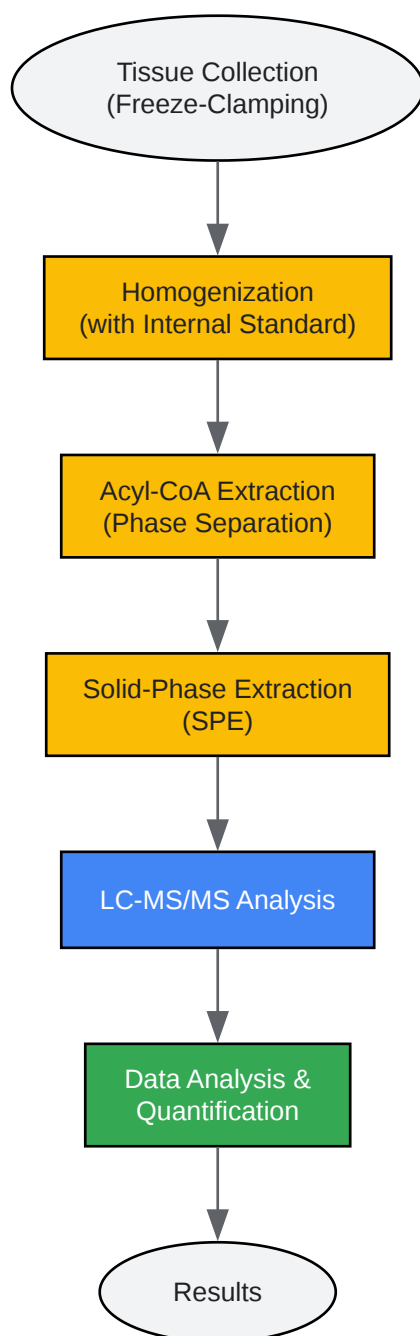 Tissue Collection
(Freeze-Clamping)
Homogenization
(with Internal Standard)
Acyl-CoA Extraction
(Phase Separation)
Solid-Phase Extraction
(SPE)
LC-MS/MS Analysis
Data Analysis &
Quantification
Results